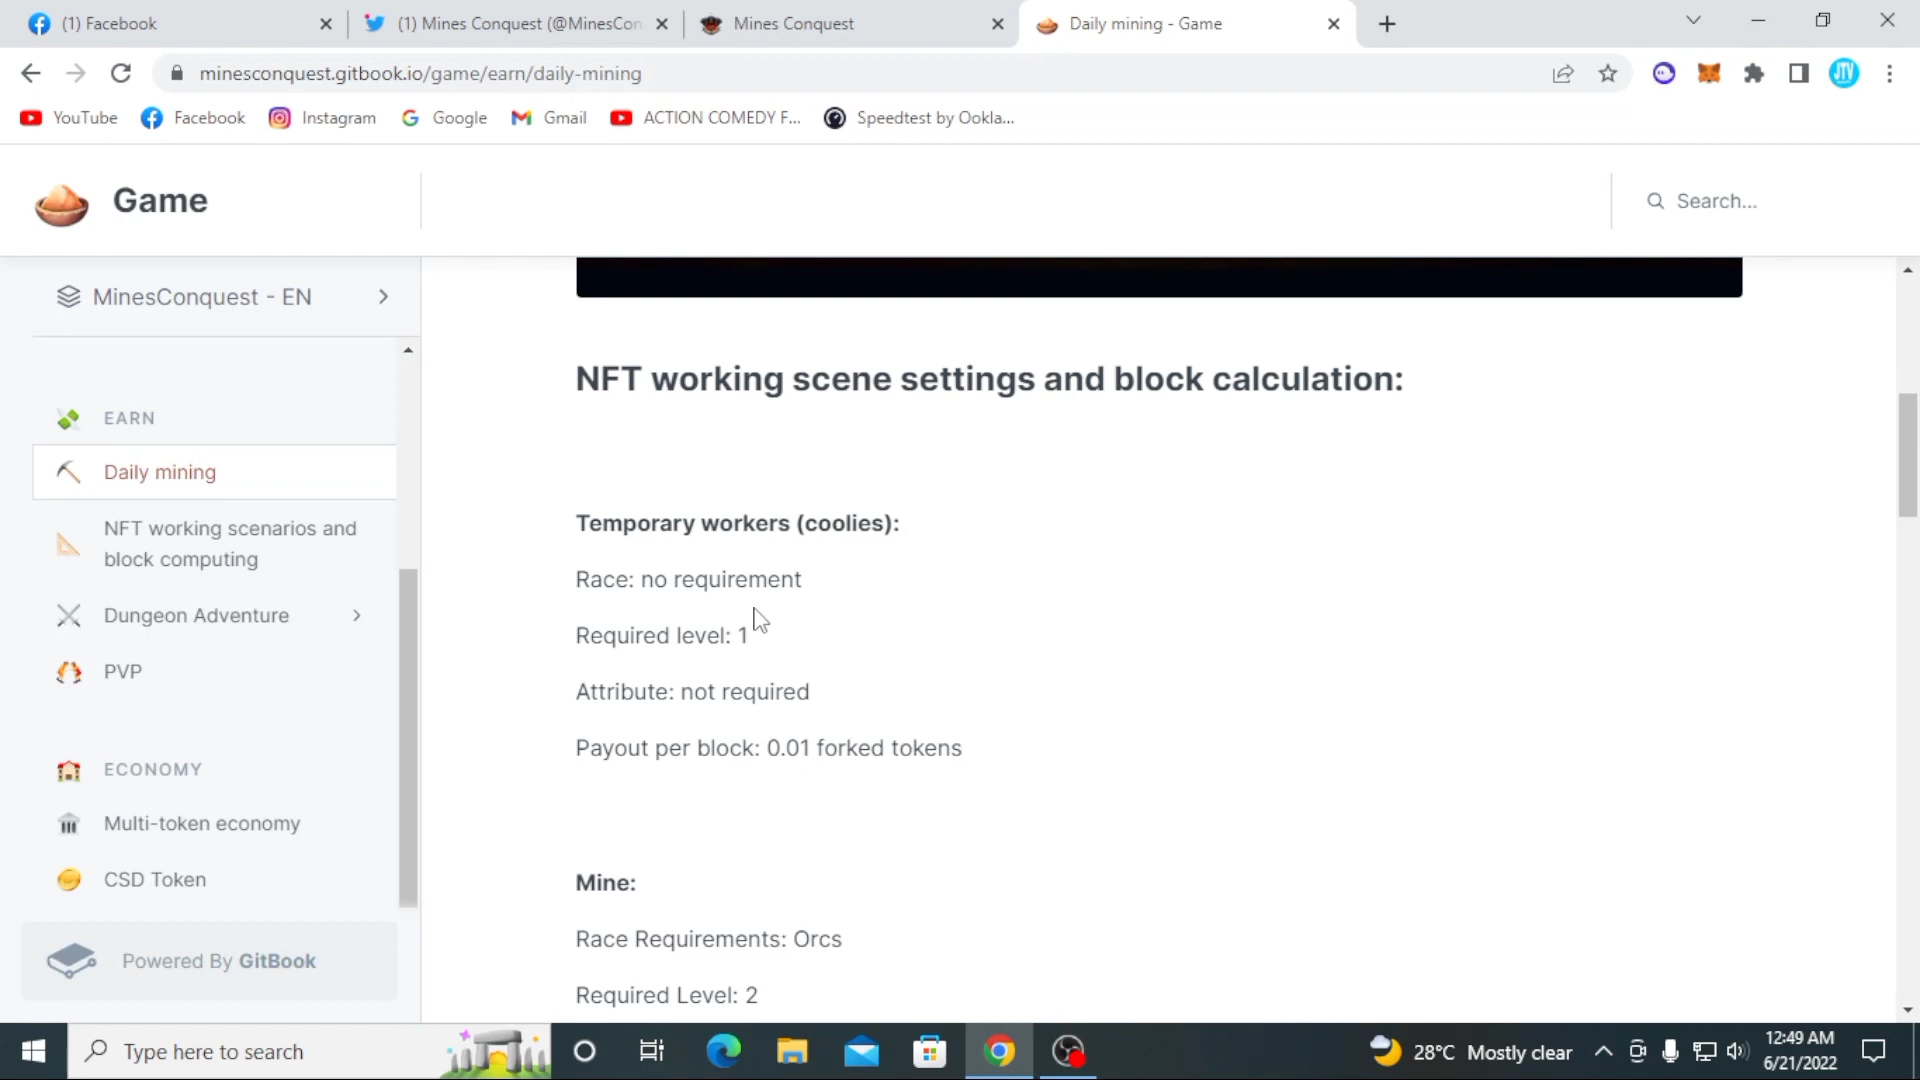 (1) Facebook
(1) Mines Conquest (@MinesCon
Mines Conquest
Daily mining - Game
minesconquest.gitbook.io/game/earn/daily-mining
JTV
YouTube
Facebook
Instagram
Google
Gmail
ACTION COMEDY F...
Speedtest by Ookla...
Game
Search...
MinesConquest - EN
EARN
Daily mining
NFT working scenarios and
block computing
Dungeon Adventure
PVP
ECONOMY
Multi-token economy
CSD Token
Powered By GitBook
NFT working scene settings and block calculation:
Temporary workers (coolies):
Race: no requirement
Required level: 1
Attribute: not required
Payout per block: 0.01 forked tokens
Mine:
Race Requirements: Orcs
Required Level: 2
Type here to search
28°C Mostly clear
12:49 AM
6/21/2022